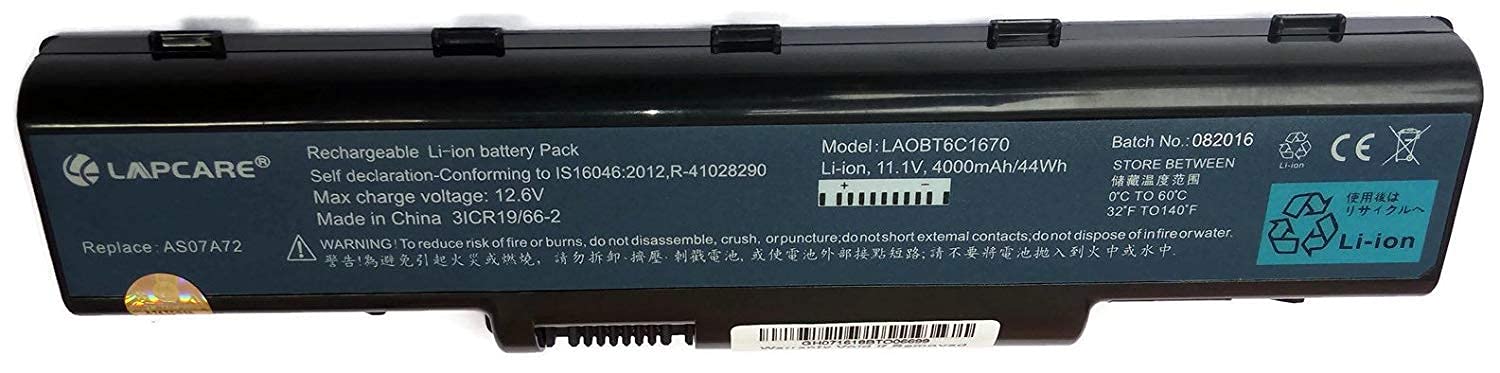 LAPCARE®
Replace: AS07A72
Rechargeable Li-ion battery Pack
Self declaration-Conforming to IS16046:2012,R-41028290
Max charge voltage: 12.6V
Made in China 3ICR19/66-2
Model: LAOBT6C1670
Li-ion, 11.1V, 4000mAh/44Wh
+ -
Batch No.: 082016
STORE BETWEEN
儲藏溫度范圍
0℃ TO 60℃
32℉ TO140℉
Li-ion
CE
使用後は
リサイクルへ
Li-ion
WARNING! To reduce risk of fire or burns, do not disassemble, crush, or puncture; do not short external contacts; do not dispose of in fire or water.
警告!為避免引起火災或燃燒，請勿拆卸﹑擠壓﹑刺戳電池，或使電池外部接點短路;請不要將電池拋入到火中或水中
GH071618BTO06699
Warranty Void if Removed